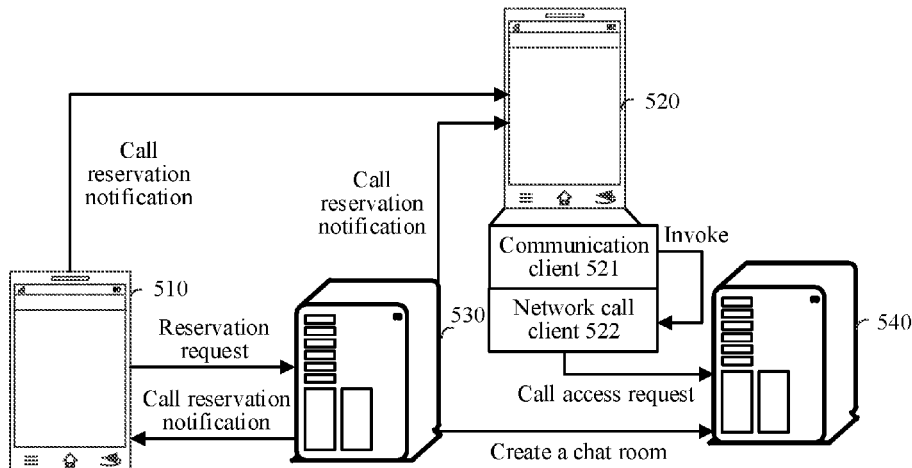 520
Call
reservation
notification
Call
reservation
notification
Communication
client 521
Invoke
Network call
client 522
510
530
540
Reservation
request
Call access request
Call reservation
notification
Create a chat room